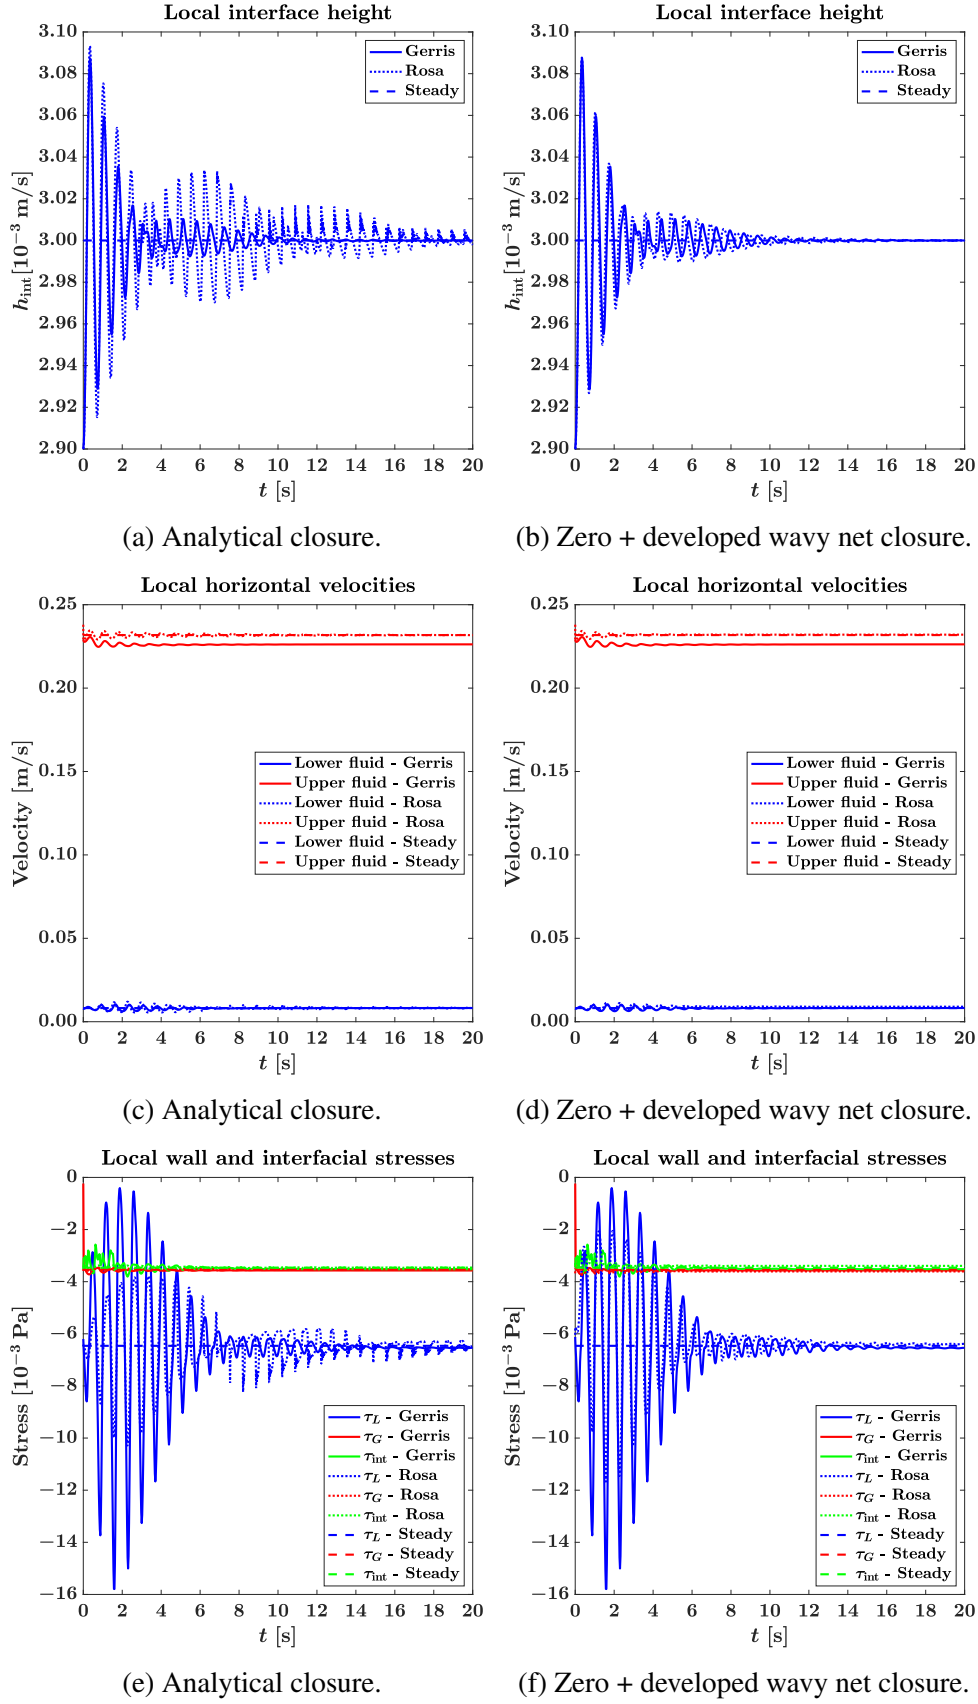 Local interface height
Gerris
Rosa
Steady
3.10
3.08
3.06
3.04
3.02
3.00
2.98
2.96
2.94
2.92
2.90
h_int [10⁻³ m/s]
0 2 4 6 8 10 12 14 16 18 20
t [s]
(a) Analytical closure.
Local interface height
Gerris
Rosa
Steady
3.10
3.08
3.06
3.04
3.02
3.00
2.98
2.96
2.94
2.92
2.90
h_int [10⁻³ m/s]
0 2 4 6 8 10 12 14 16 18 20
t [s]
(b) Zero + developed wavy net closure.
Local horizontal velocities
0.25
0.20
0.15
0.10
0.05
0.00
Velocity [m/s]
Lower fluid - Gerris
Upper fluid - Gerris
Lower fluid - Rosa
Upper fluid - Rosa
Lower fluid - Steady
Upper fluid - Steady
0 2 4 6 8 10 12 14 16 18 20
t [s]
(c) Analytical closure.
Local horizontal velocities
0.25
0.20
0.15
0.10
0.05
0.00
Velocity [m/s]
Lower fluid - Gerris
Upper fluid - Gerris
Lower fluid - Rosa
Upper fluid - Rosa
Lower fluid - Steady
Upper fluid - Steady
0 2 4 6 8 10 12 14 16 18 20
t [s]
(d) Zero + developed wavy net closure.
Local wall and interfacial stresses
0
−2
−4
−6
−8
−10
−12
−14
−16
Stress [10⁻³ Pa]
τ_L - Gerris
τ_G - Gerris
τ_int - Gerris
τ_L - Rosa
τ_G - Rosa
τ_int - Rosa
τ_L - Steady
τ_G - Steady
τ_int - Steady
0 2 4 6 8 10 12 14 16 18 20
t [s]
(e) Analytical closure.
Local wall and interfacial stresses
0
−2
−4
−6
−8
−10
−12
−14
−16
Stress [10⁻³ Pa]
τ_L - Gerris
τ_G - Gerris
τ_int - Gerris
τ_L - Rosa
τ_G - Rosa
τ_int - Rosa
τ_L - Steady
τ_G - Steady
τ_int - Steady
0 2 4 6 8 10 12 14 16 18 20
t [s]
(f) Zero + developed wavy net closure.